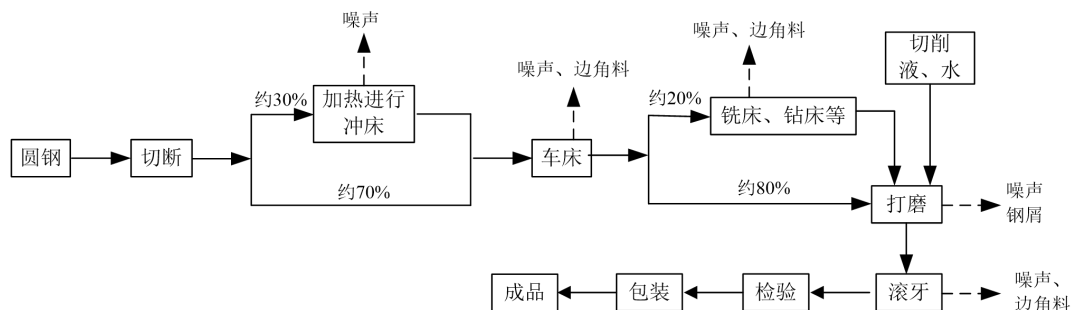 噪声
噪声、边角料
噪声、边角料
切削
液、水
约30%
加热进行
冲床
约20%
铣床、钻床等
圆钢
切断
车床
约70%
约80%
打磨
噪声
钢屑
成品
包装
检验
滚牙
噪声、
边角料